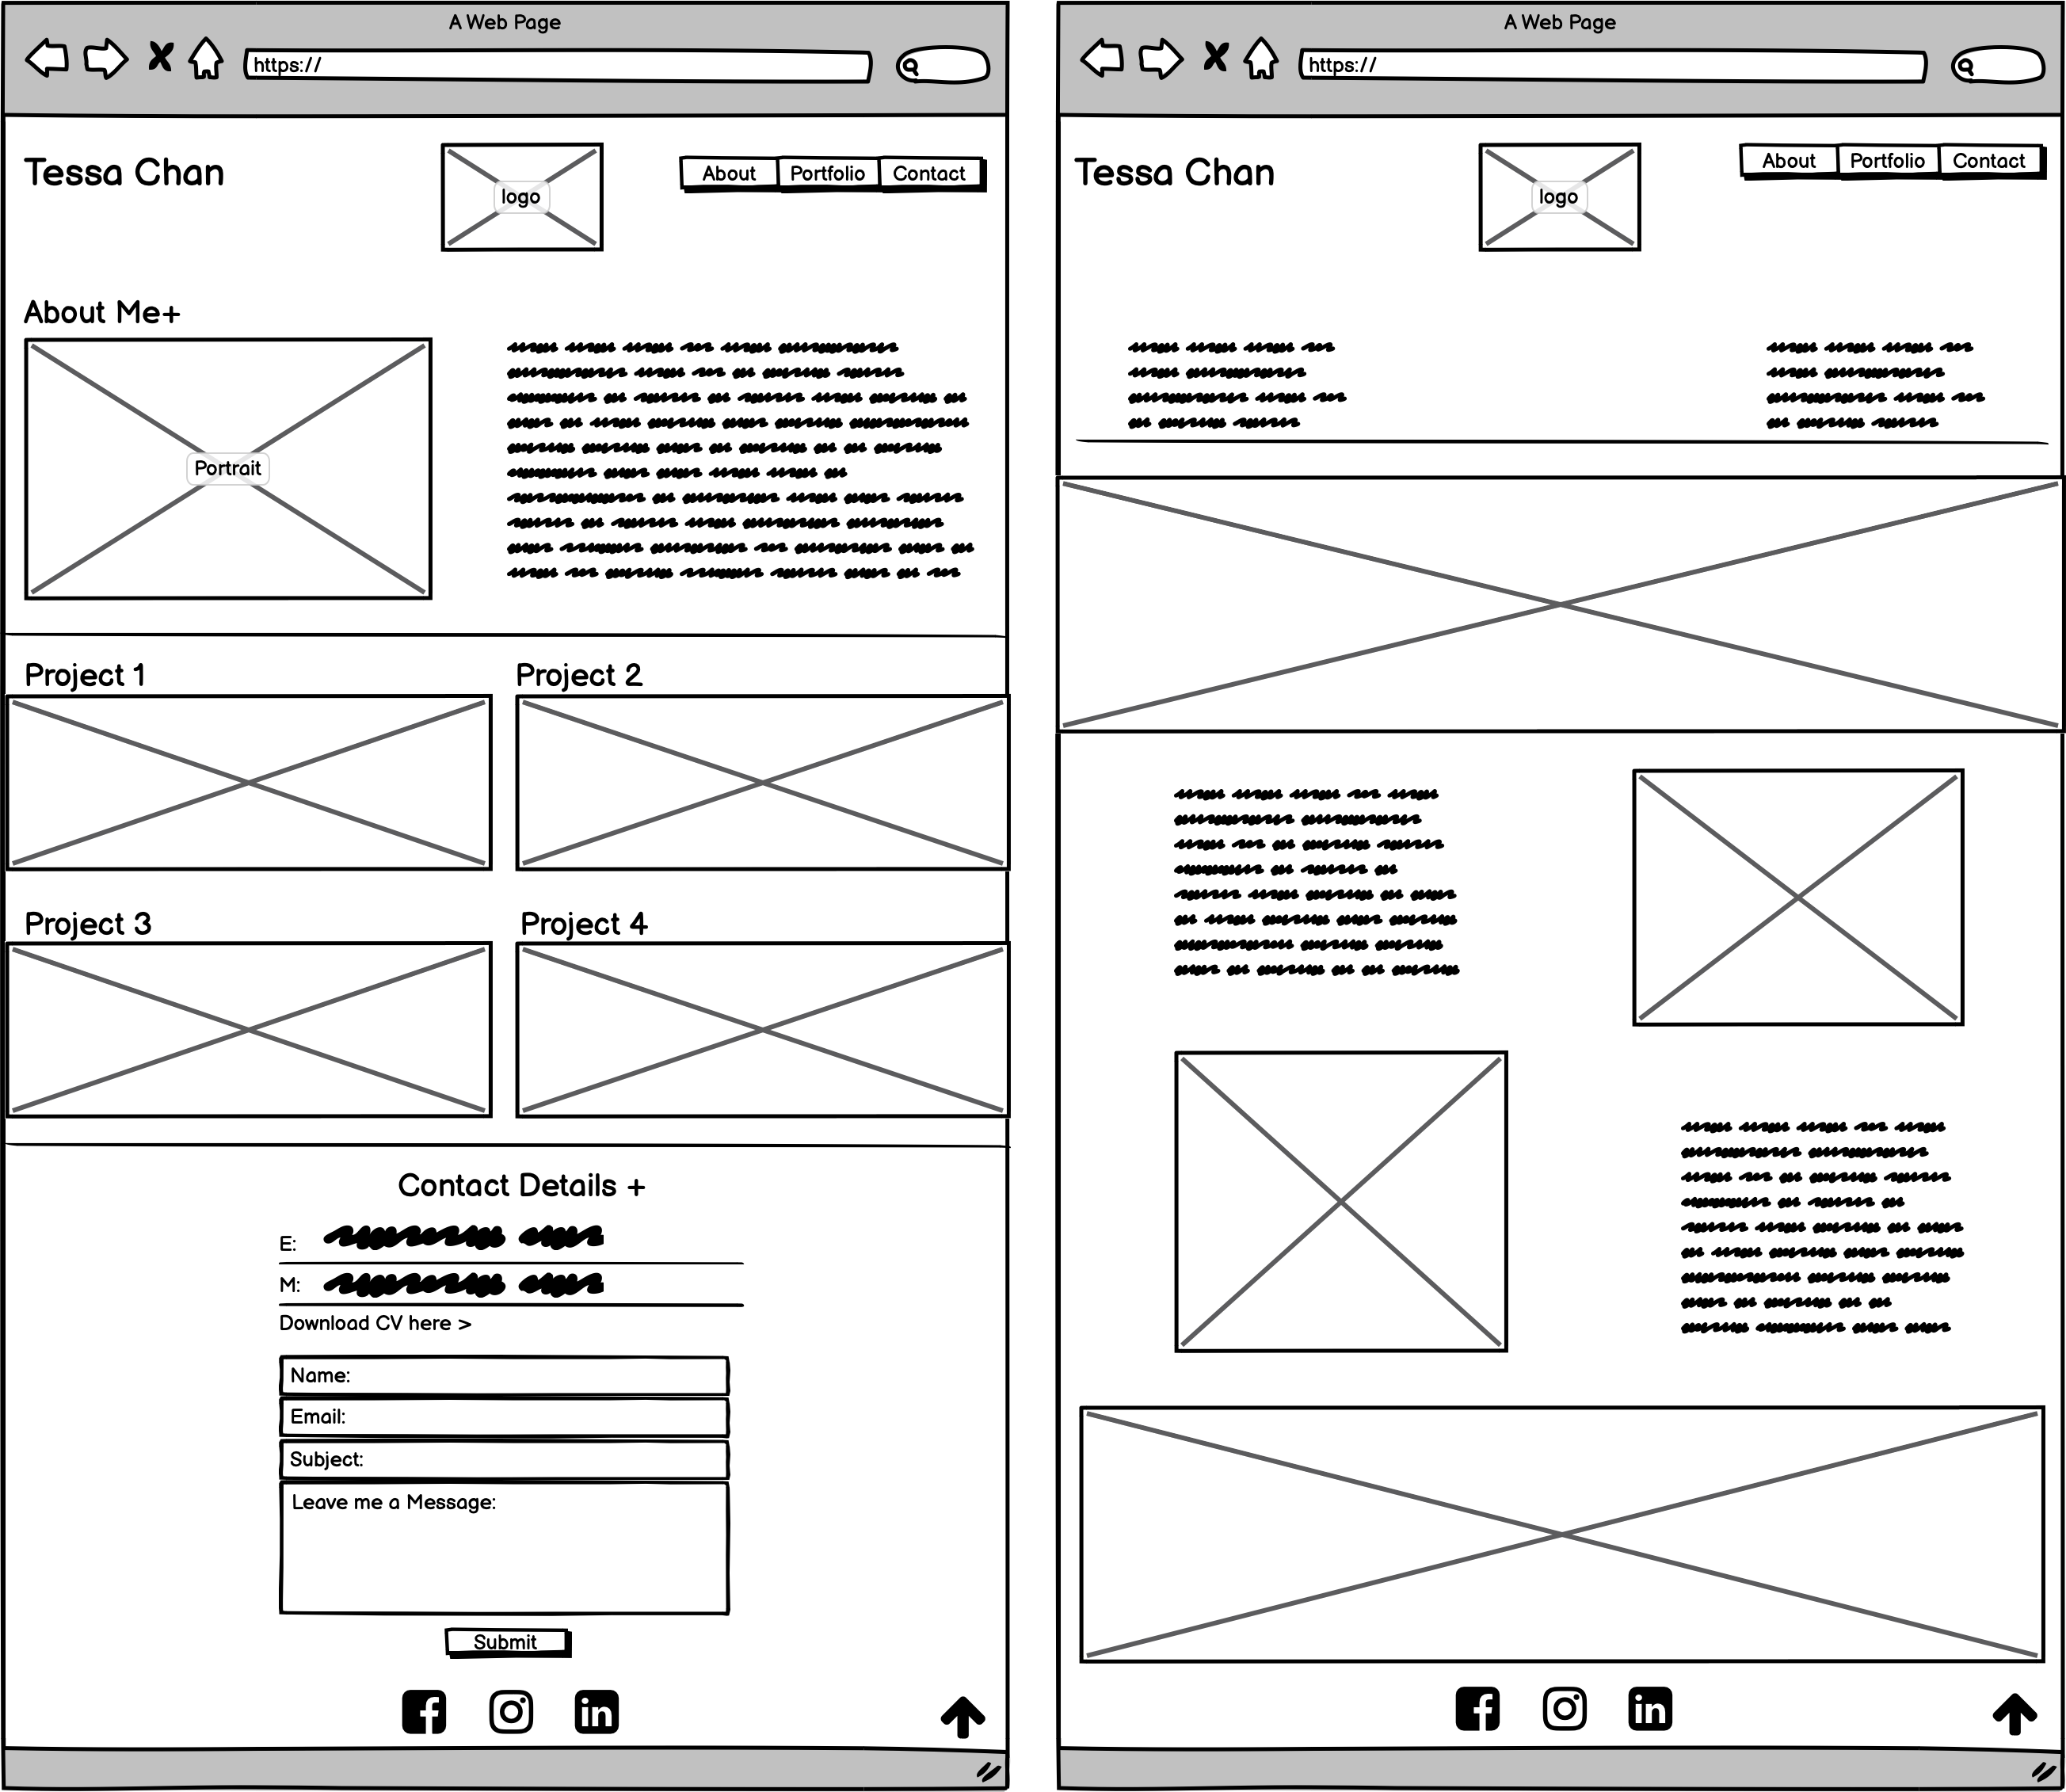 A Web Page
https://
Tessa Chan
logo
About
Portfolio
Contact
About Me+
Portrait
Project 1
Project 2
Project 3
Project 4
Contact Details +
E:
M:
Download CV here >
Name:
Email:
Subject:
Leave me a Message:
Submit
A Web Page
https://
Tessa Chan
logo
About
Portfolio
Contact